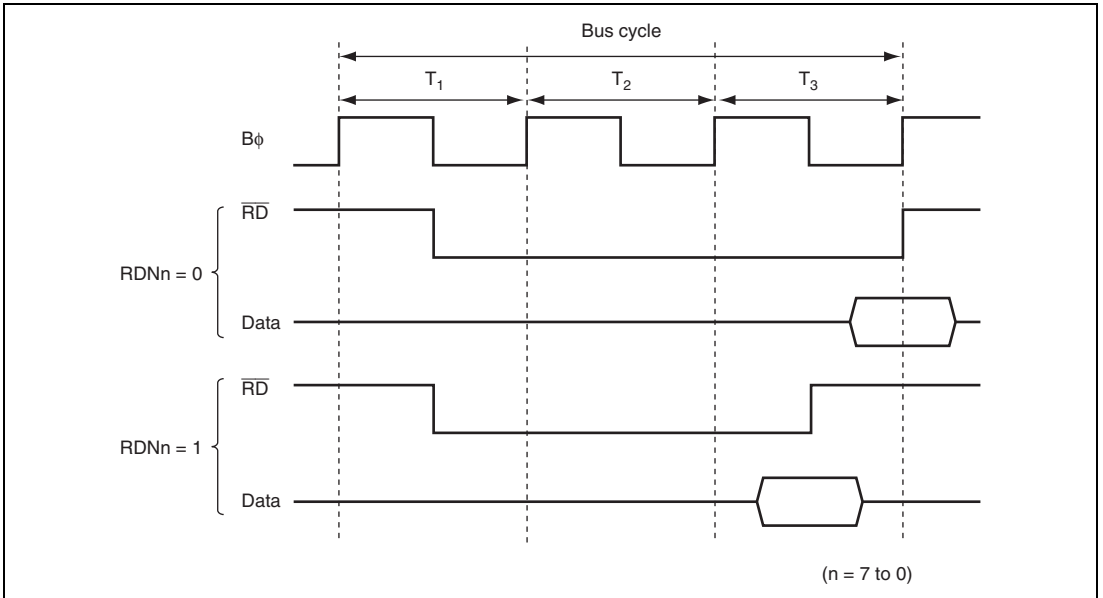 Bus cycle
T₁ T₂ T₃
Bϕ
RD
RDNn = 0
Data
RD
RDNn = 1
Data
(n = 7 to 0)